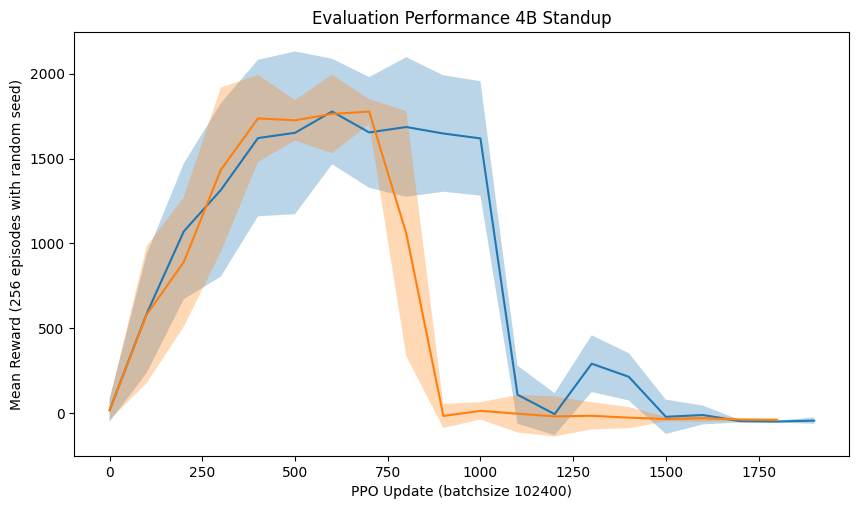 Evaluation Performance 4B Standup
Mean Reward (256 episodes with random seed)
2000
1500
1000
500
0
0 250 500 750 1000 1250 1500 1750
PPO Update (batchsize 102400)